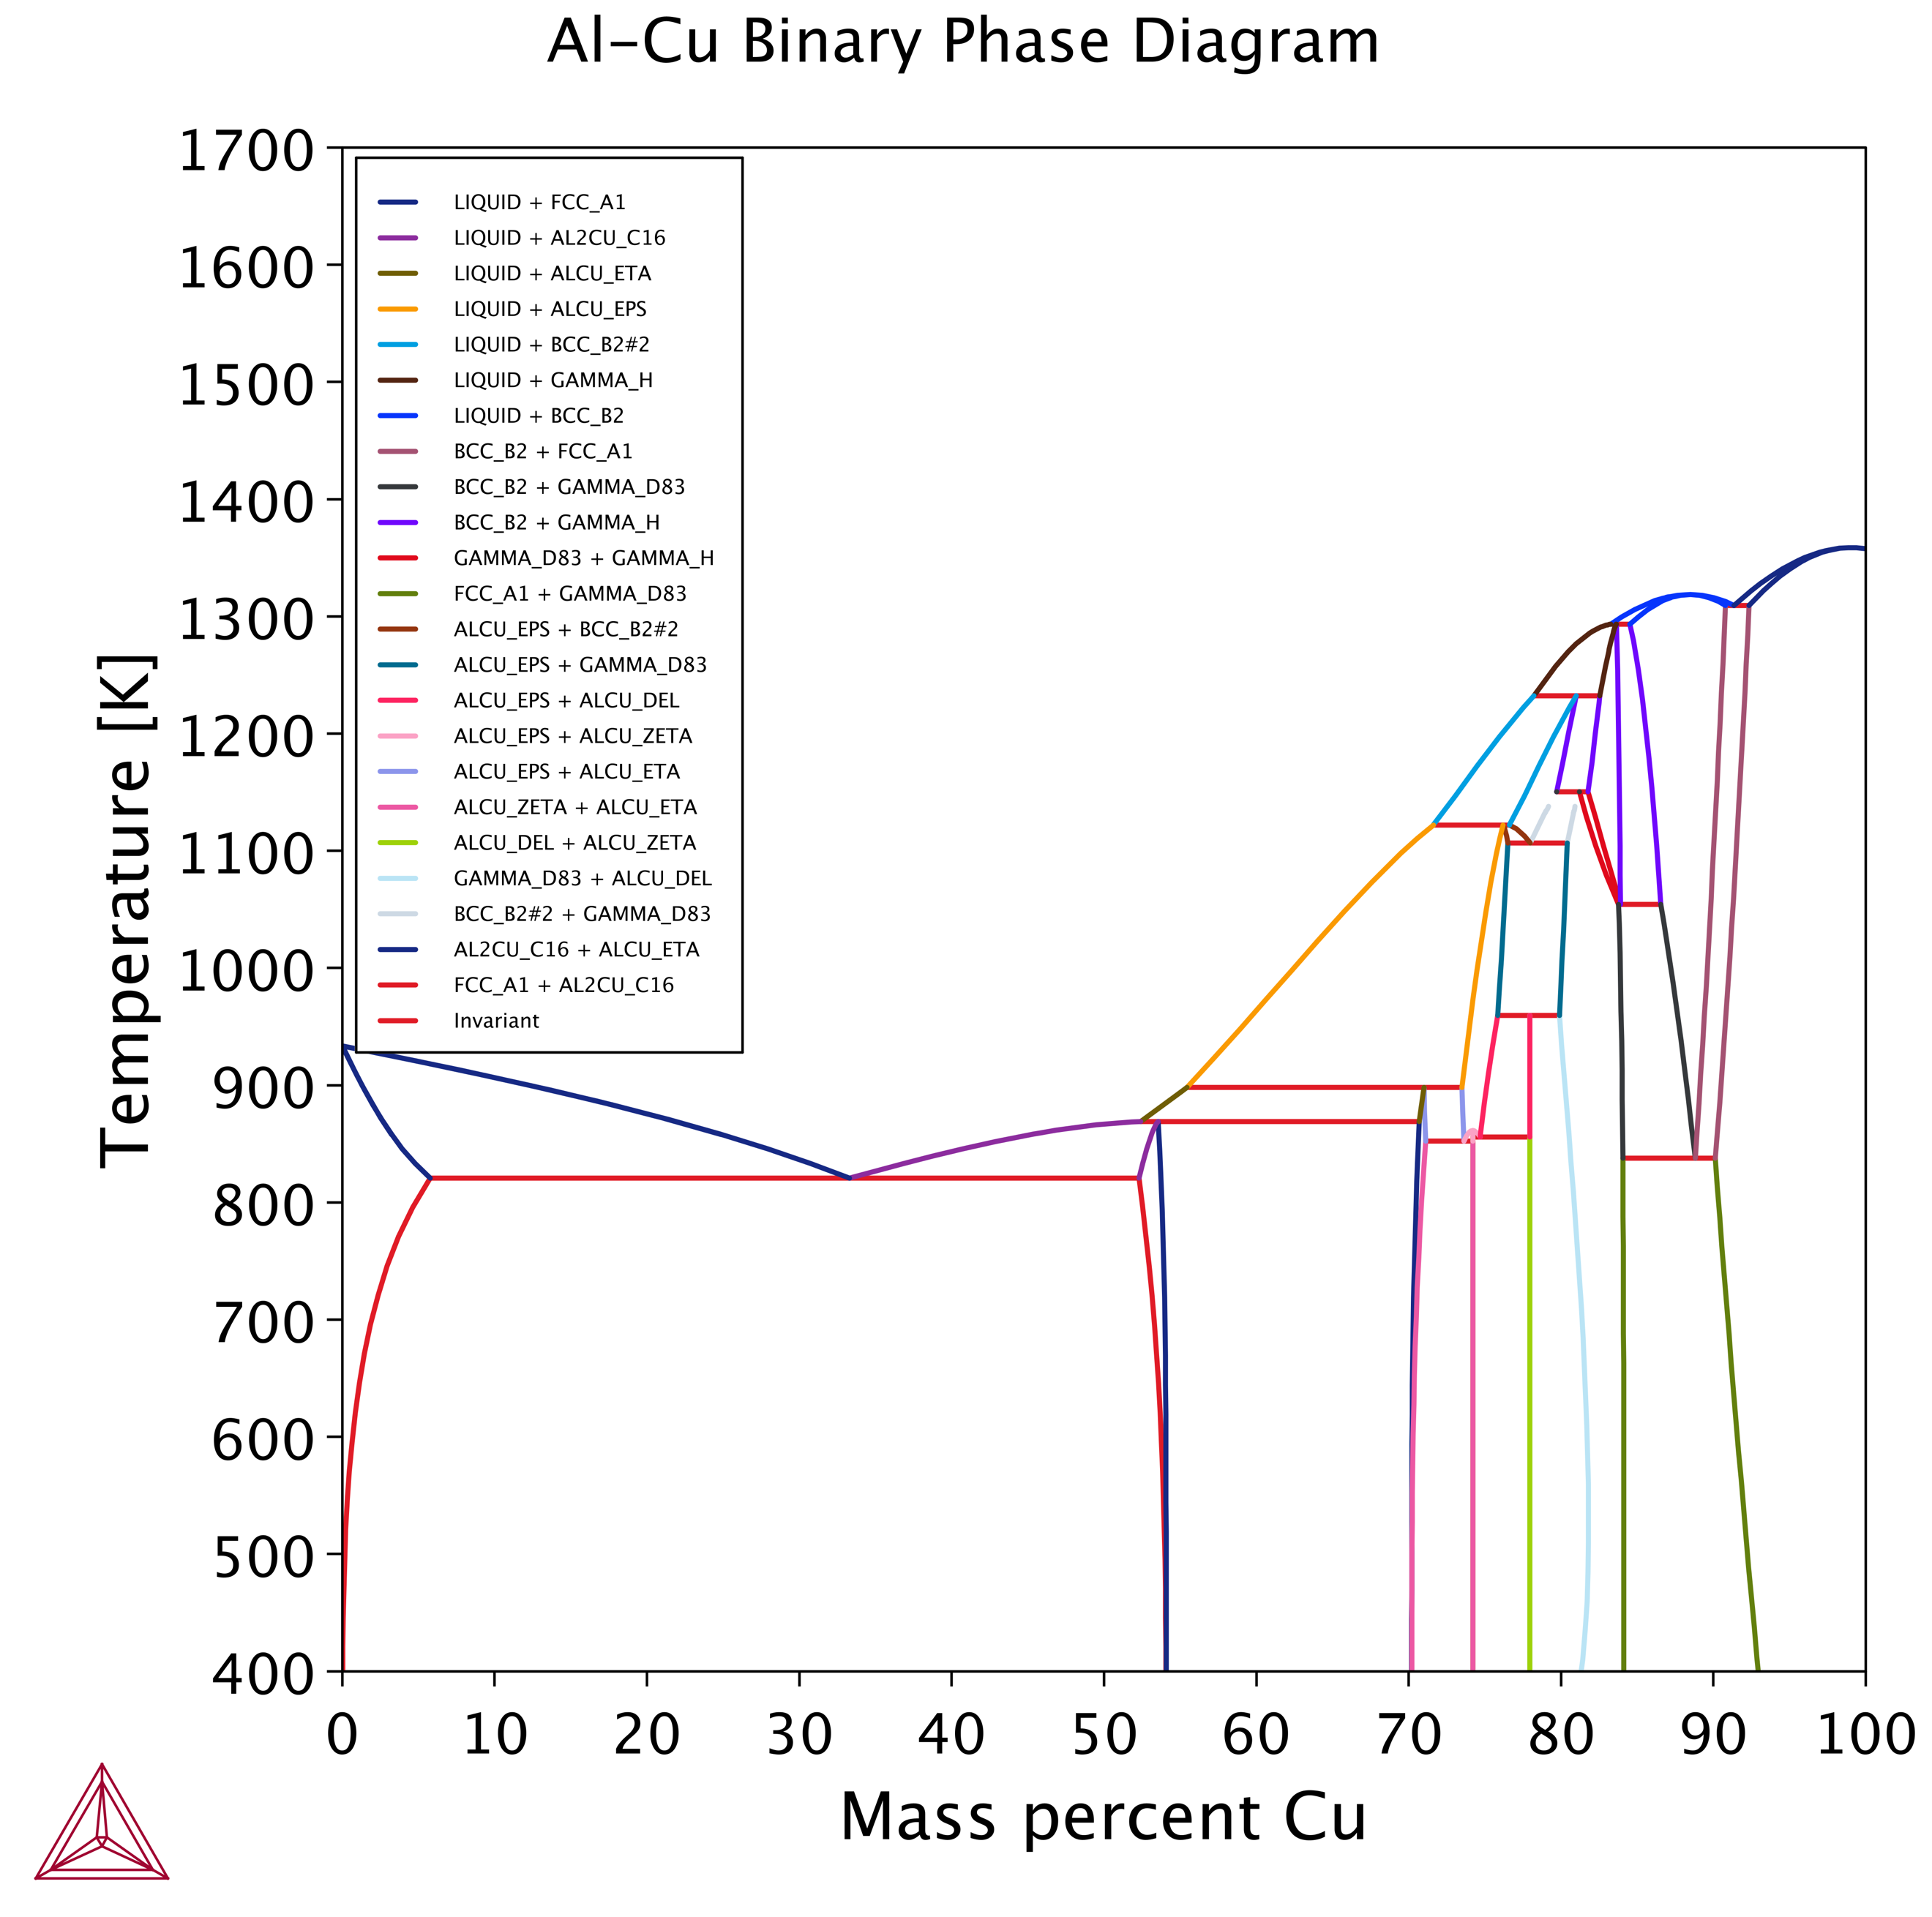 Al–Cu Binary Phase Diagram
1700
1600
1500
1400
1300
1200
1100
1000
900
800
700
600
500
400
Temperature [K]
LIQUID + FCC_A1
LIQUID + AL2CU_C16
LIQUID + ALCU_ETA
LIQUID + ALCU_EPS
LIQUID + BCC_B2#2
LIQUID + GAMMA_H
LIQUID + BCC_B2
BCC_B2 + FCC_A1
BCC_B2 + GAMMA_D83
BCC_B2 + GAMMA_H
GAMMA_D83 + GAMMA_H
FCC_A1 + GAMMA_D83
ALCU_EPS + BCC_B2#2
ALCU_EPS + GAMMA_D83
ALCU_EPS + ALCU_DEL
ALCU_EPS + ALCU_ZETA
ALCU_EPS + ALCU_ETA
ALCU_ZETA + ALCU_ETA
ALCU_DEL + ALCU_ZETA
GAMMA_D83 + ALCU_DEL
BCC_B2#2 + GAMMA_D83
AL2CU_C16 + ALCU_ETA
FCC_A1 + AL2CU_C16
Invariant
0 10 20 30 40 50 60 70 80 90 100
Mass percent Cu